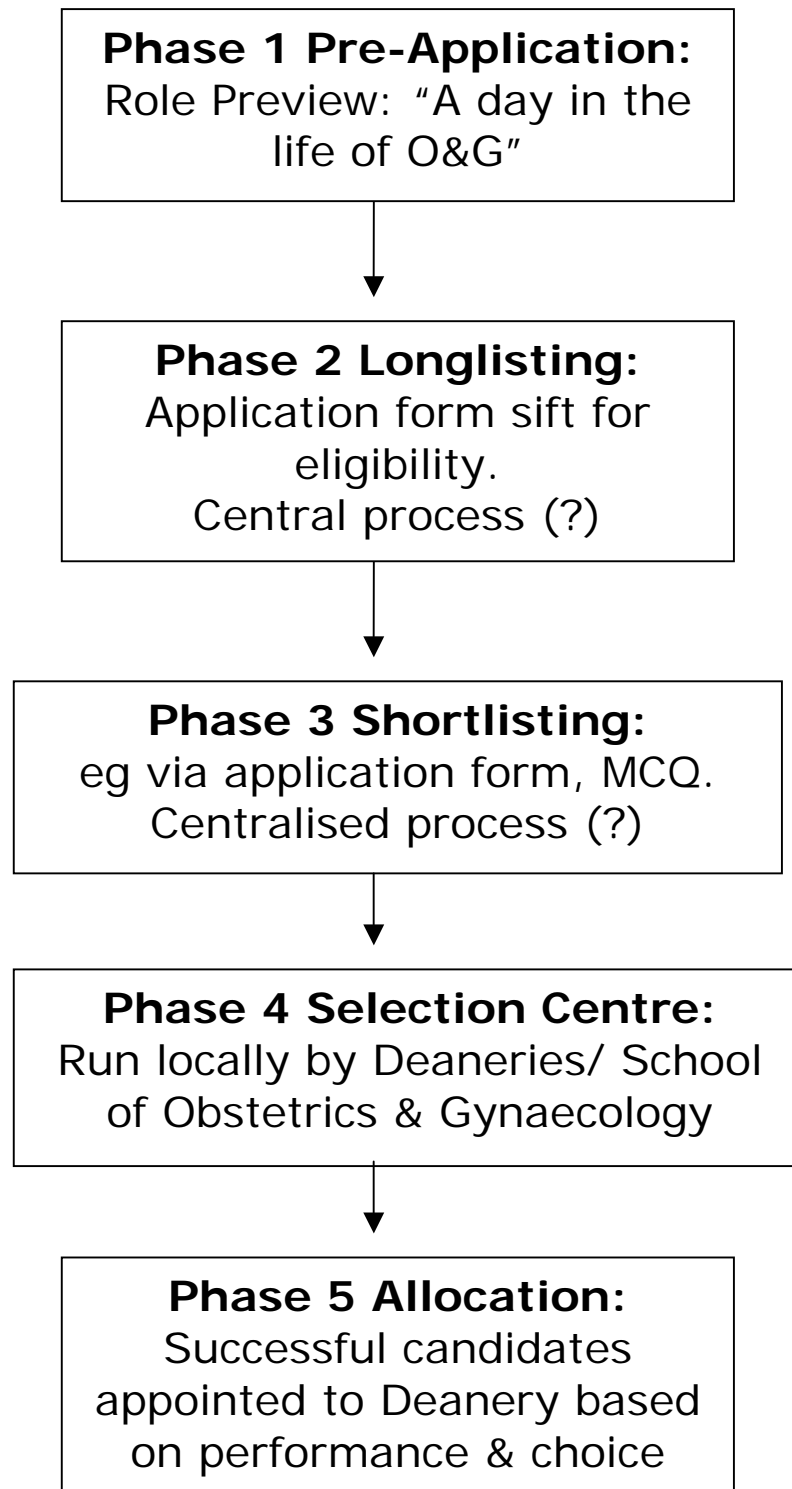 Phase 1 Pre-Application:
Role Preview: “A day in the
life of O&G”
Phase 2 Longlisting:
Application form sift for
eligibility.
Central process (?)
Phase 3 Shortlisting:
eg via application form, MCQ.
Centralised process (?)
Phase 4 Selection Centre:
Run locally by Deaneries/ School
of Obstetrics & Gynaecology
Phase 5 Allocation:
Successful candidates
appointed to Deanery based
on performance & choice